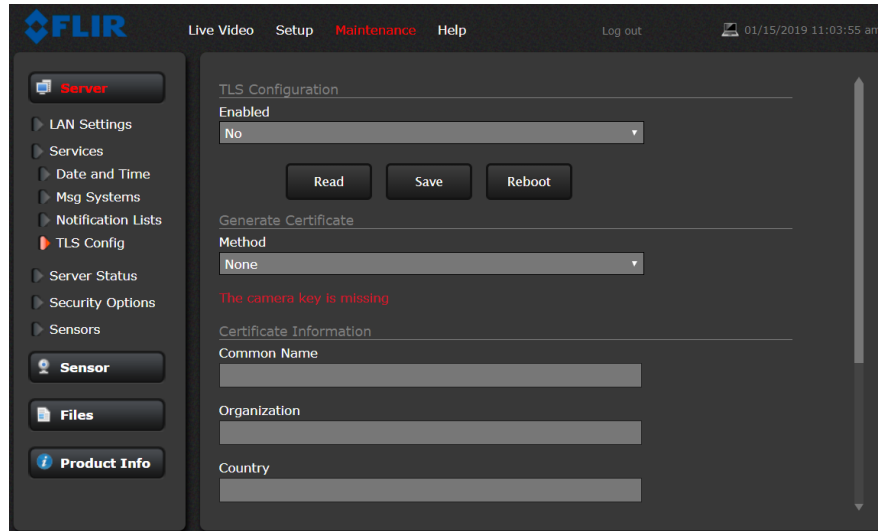 FLIR
Live Video Setup Maintenance Help Log out 01/15/2019 11:03:55 am
Server
LAN Settings
Services
Date and Time
Msg Systems
Notification Lists
TLS Config
Server Status
Security Options
Sensors
Sensor
Files
Product Info
TLS Configuration
Enabled
No
Read Save Reboot
Generate Certificate
Method
None
The camera key is missing
Certificate Information
Common Name
Organization
Country